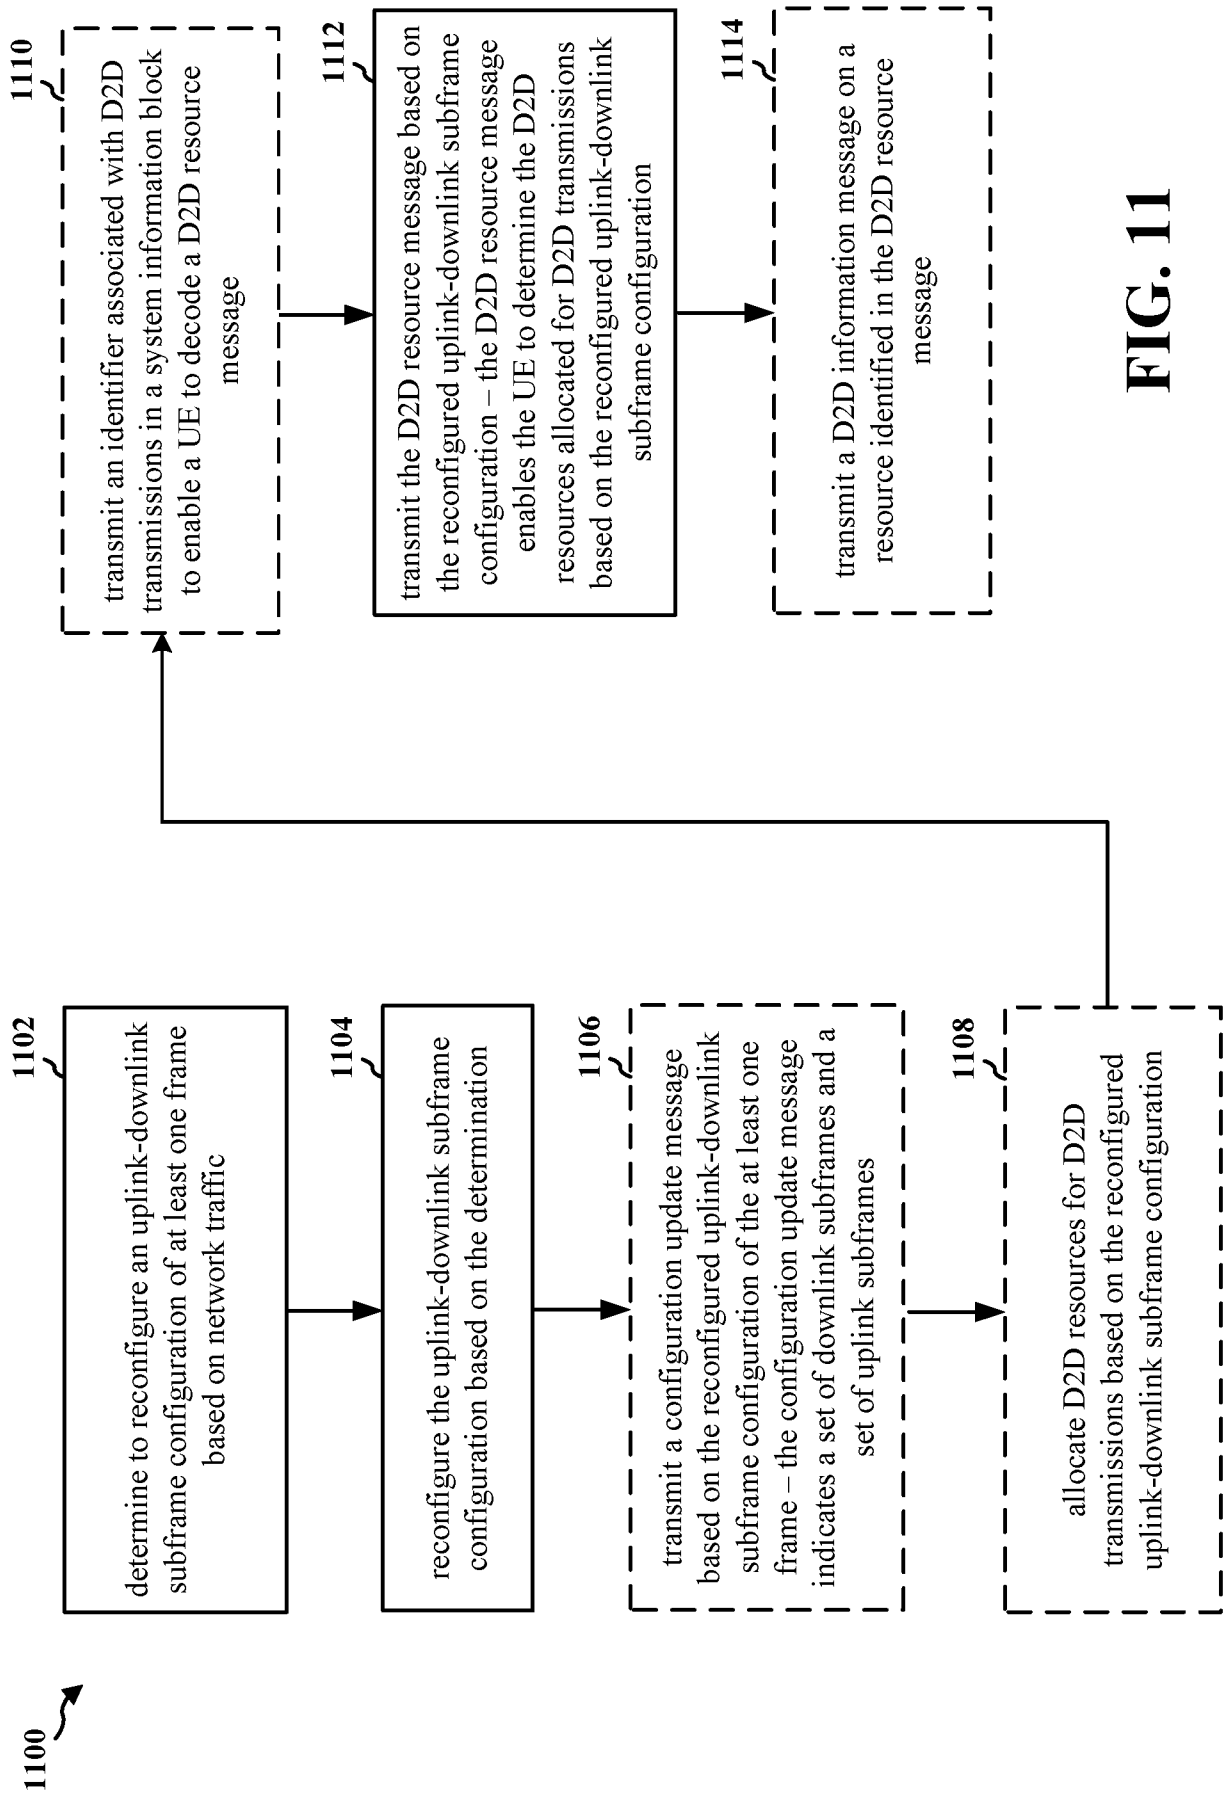 1100
1102
determine to reconfigure an uplink-downlink
subframe configuration of at least one frame
based on network traffic
1104
reconfigure the uplink-downlink subframe
configuration based on the determination
1106
transmit a configuration update message
based on the reconfigured uplink-downlink
subframe configuration of the at least one
frame – the configuration update message
indicates a set of downlink subframes and a
set of uplink subframes
1108
allocate D2D resources for D2D
transmissions based on the reconfigured
uplink-downlink subframe configuration
1110
transmit an identifier associated with D2D
transmissions in a system information block
to enable a UE to decode a D2D resource
message
1112
transmit the D2D resource message based on
the reconfigured uplink-downlink subframe
configuration – the D2D resource message
enables the UE to determine the D2D
resources allocated for D2D transmissions
based on the reconfigured uplink-downlink
subframe configuration
1114
transmit a D2D information message on a
resource identified in the D2D resource
message
FIG. 11